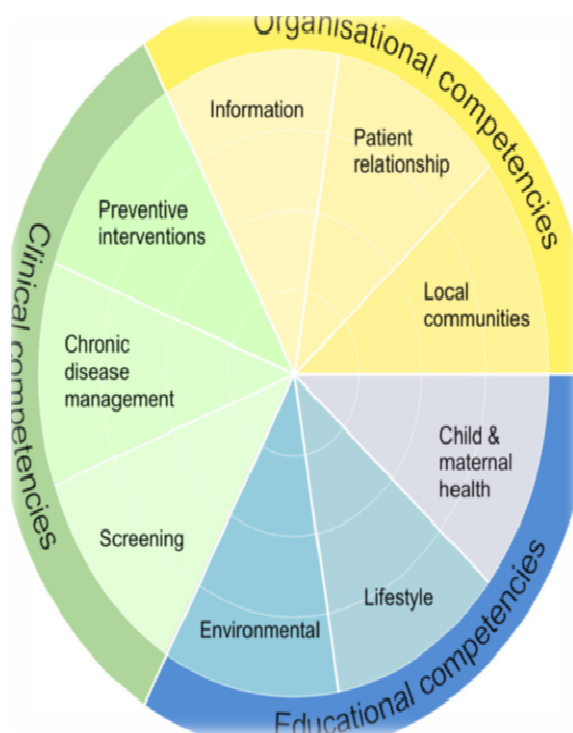 Organisational competencies
Information
Patient
relationship
Local
communities
Clinical competencies
Preventive
interventions
Chronic
disease
management
Screening
Child &
maternal
health
Lifestyle
Environmental
Educational competencies